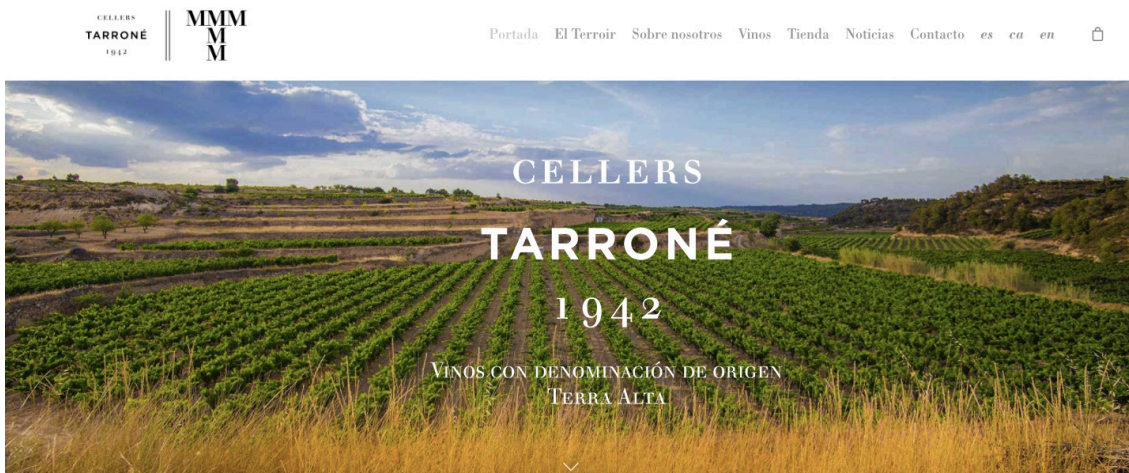 CELLERS
TARRONÉ
1942
MMM
M
M
Portada El Terroir Sobre nosotros Vinos Tienda Noticias Contacto es ca en
CELLERS
TARRONÉ
1942
VINOS CON DENOMINACIÓN DE ORIGEN
TERRA ALTA